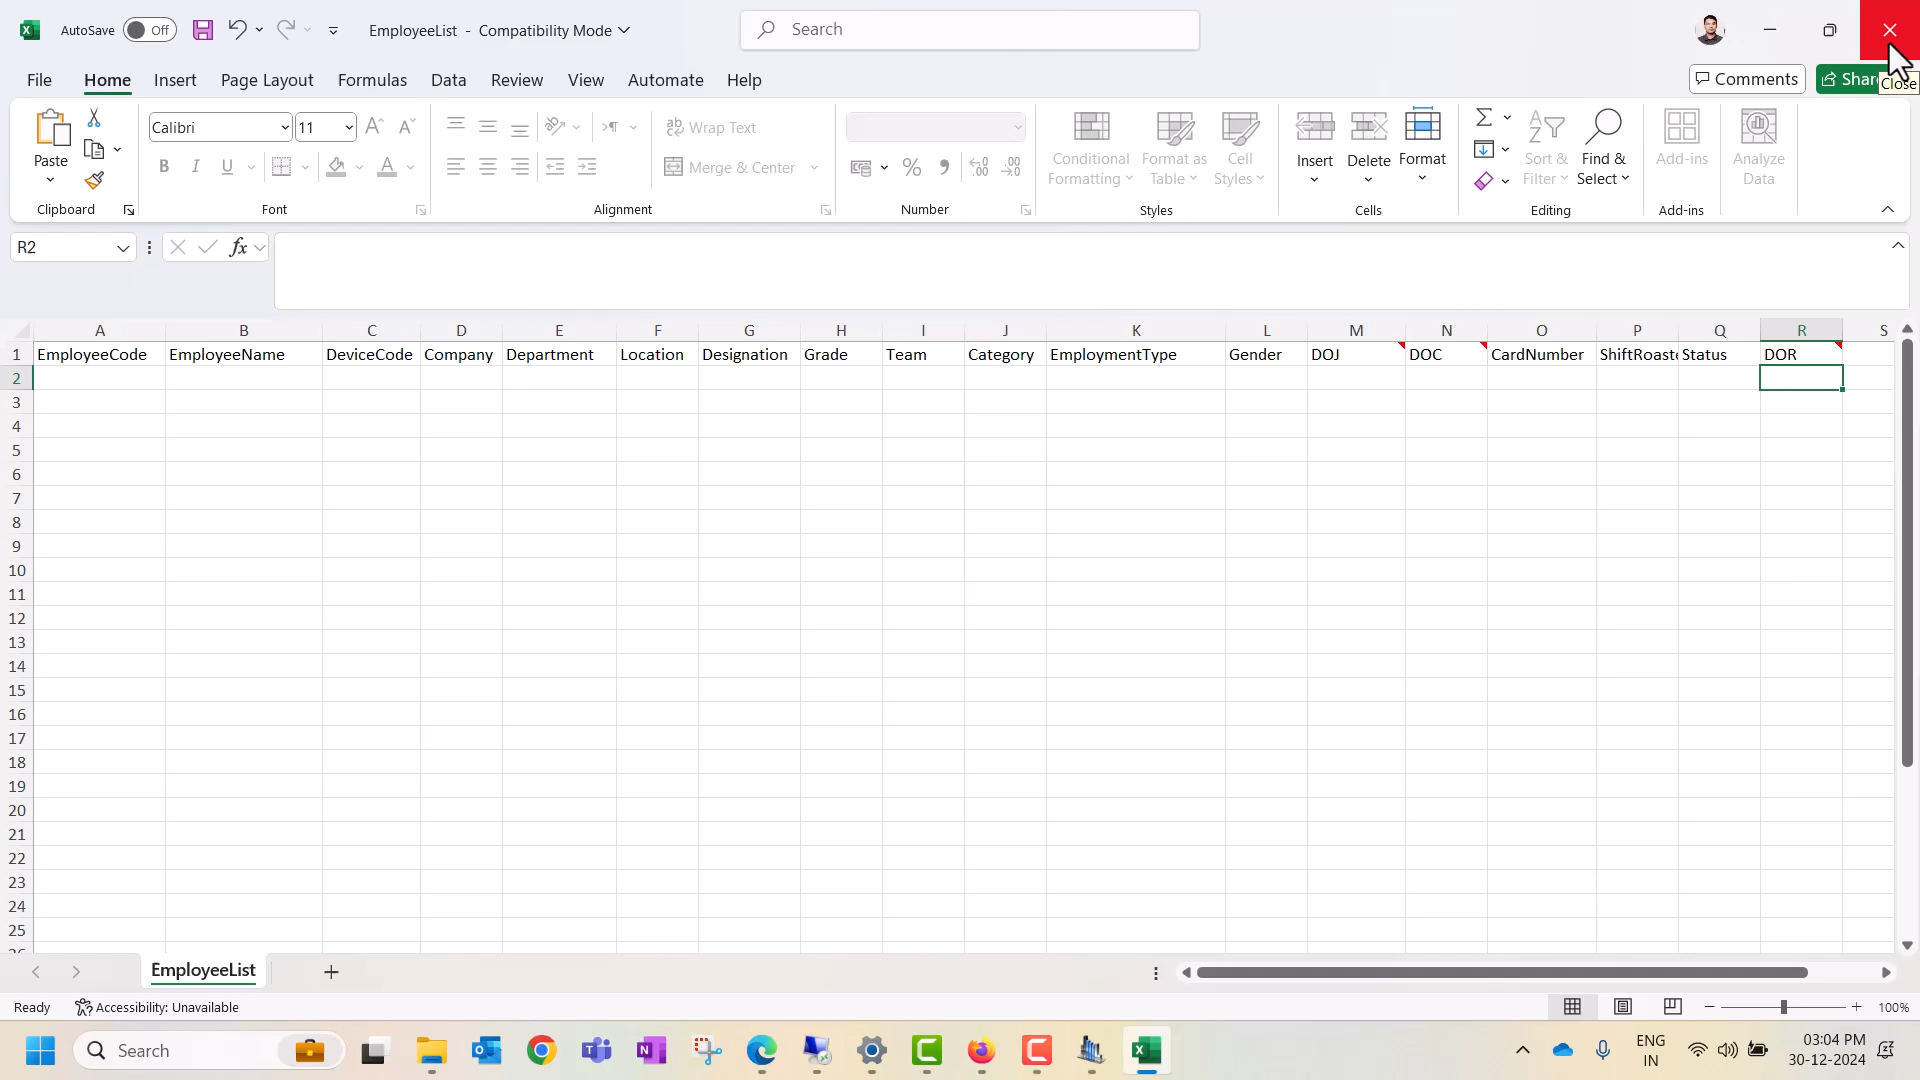 AutoSave Off EmployeeList - Compatibility Mode Search
File Home Insert Page Layout Formulas Data Review View Automate Help Comments Shar
Close
Paste Calibri 11 Wrap Text Conditional Formatting Format as Table Cell Styles Insert Delete Format Sort & Filter Find & Select Add-ins Analyze Data
B I U Merge & Center
Clipboard Font Alignment Number Styles Cells Editing Add-ins
R2 fx
A B C D E F G H I J K L M N O P Q R S
1 EmployeeCode EmployeeName DeviceCode Company Department Location Designation Grade Team Category EmploymentType Gender DOJ DOC CardNumber ShiftRoaste Status DOR
2
3
4
5
6
7
8
9
10
11
12
13
14
15
16
17
18
19
20
21
22
23
24
25
EmployeeList
Ready Accessibility: Unavailable 100%
Search ENG 03:04 PM
IN 30-12-2024